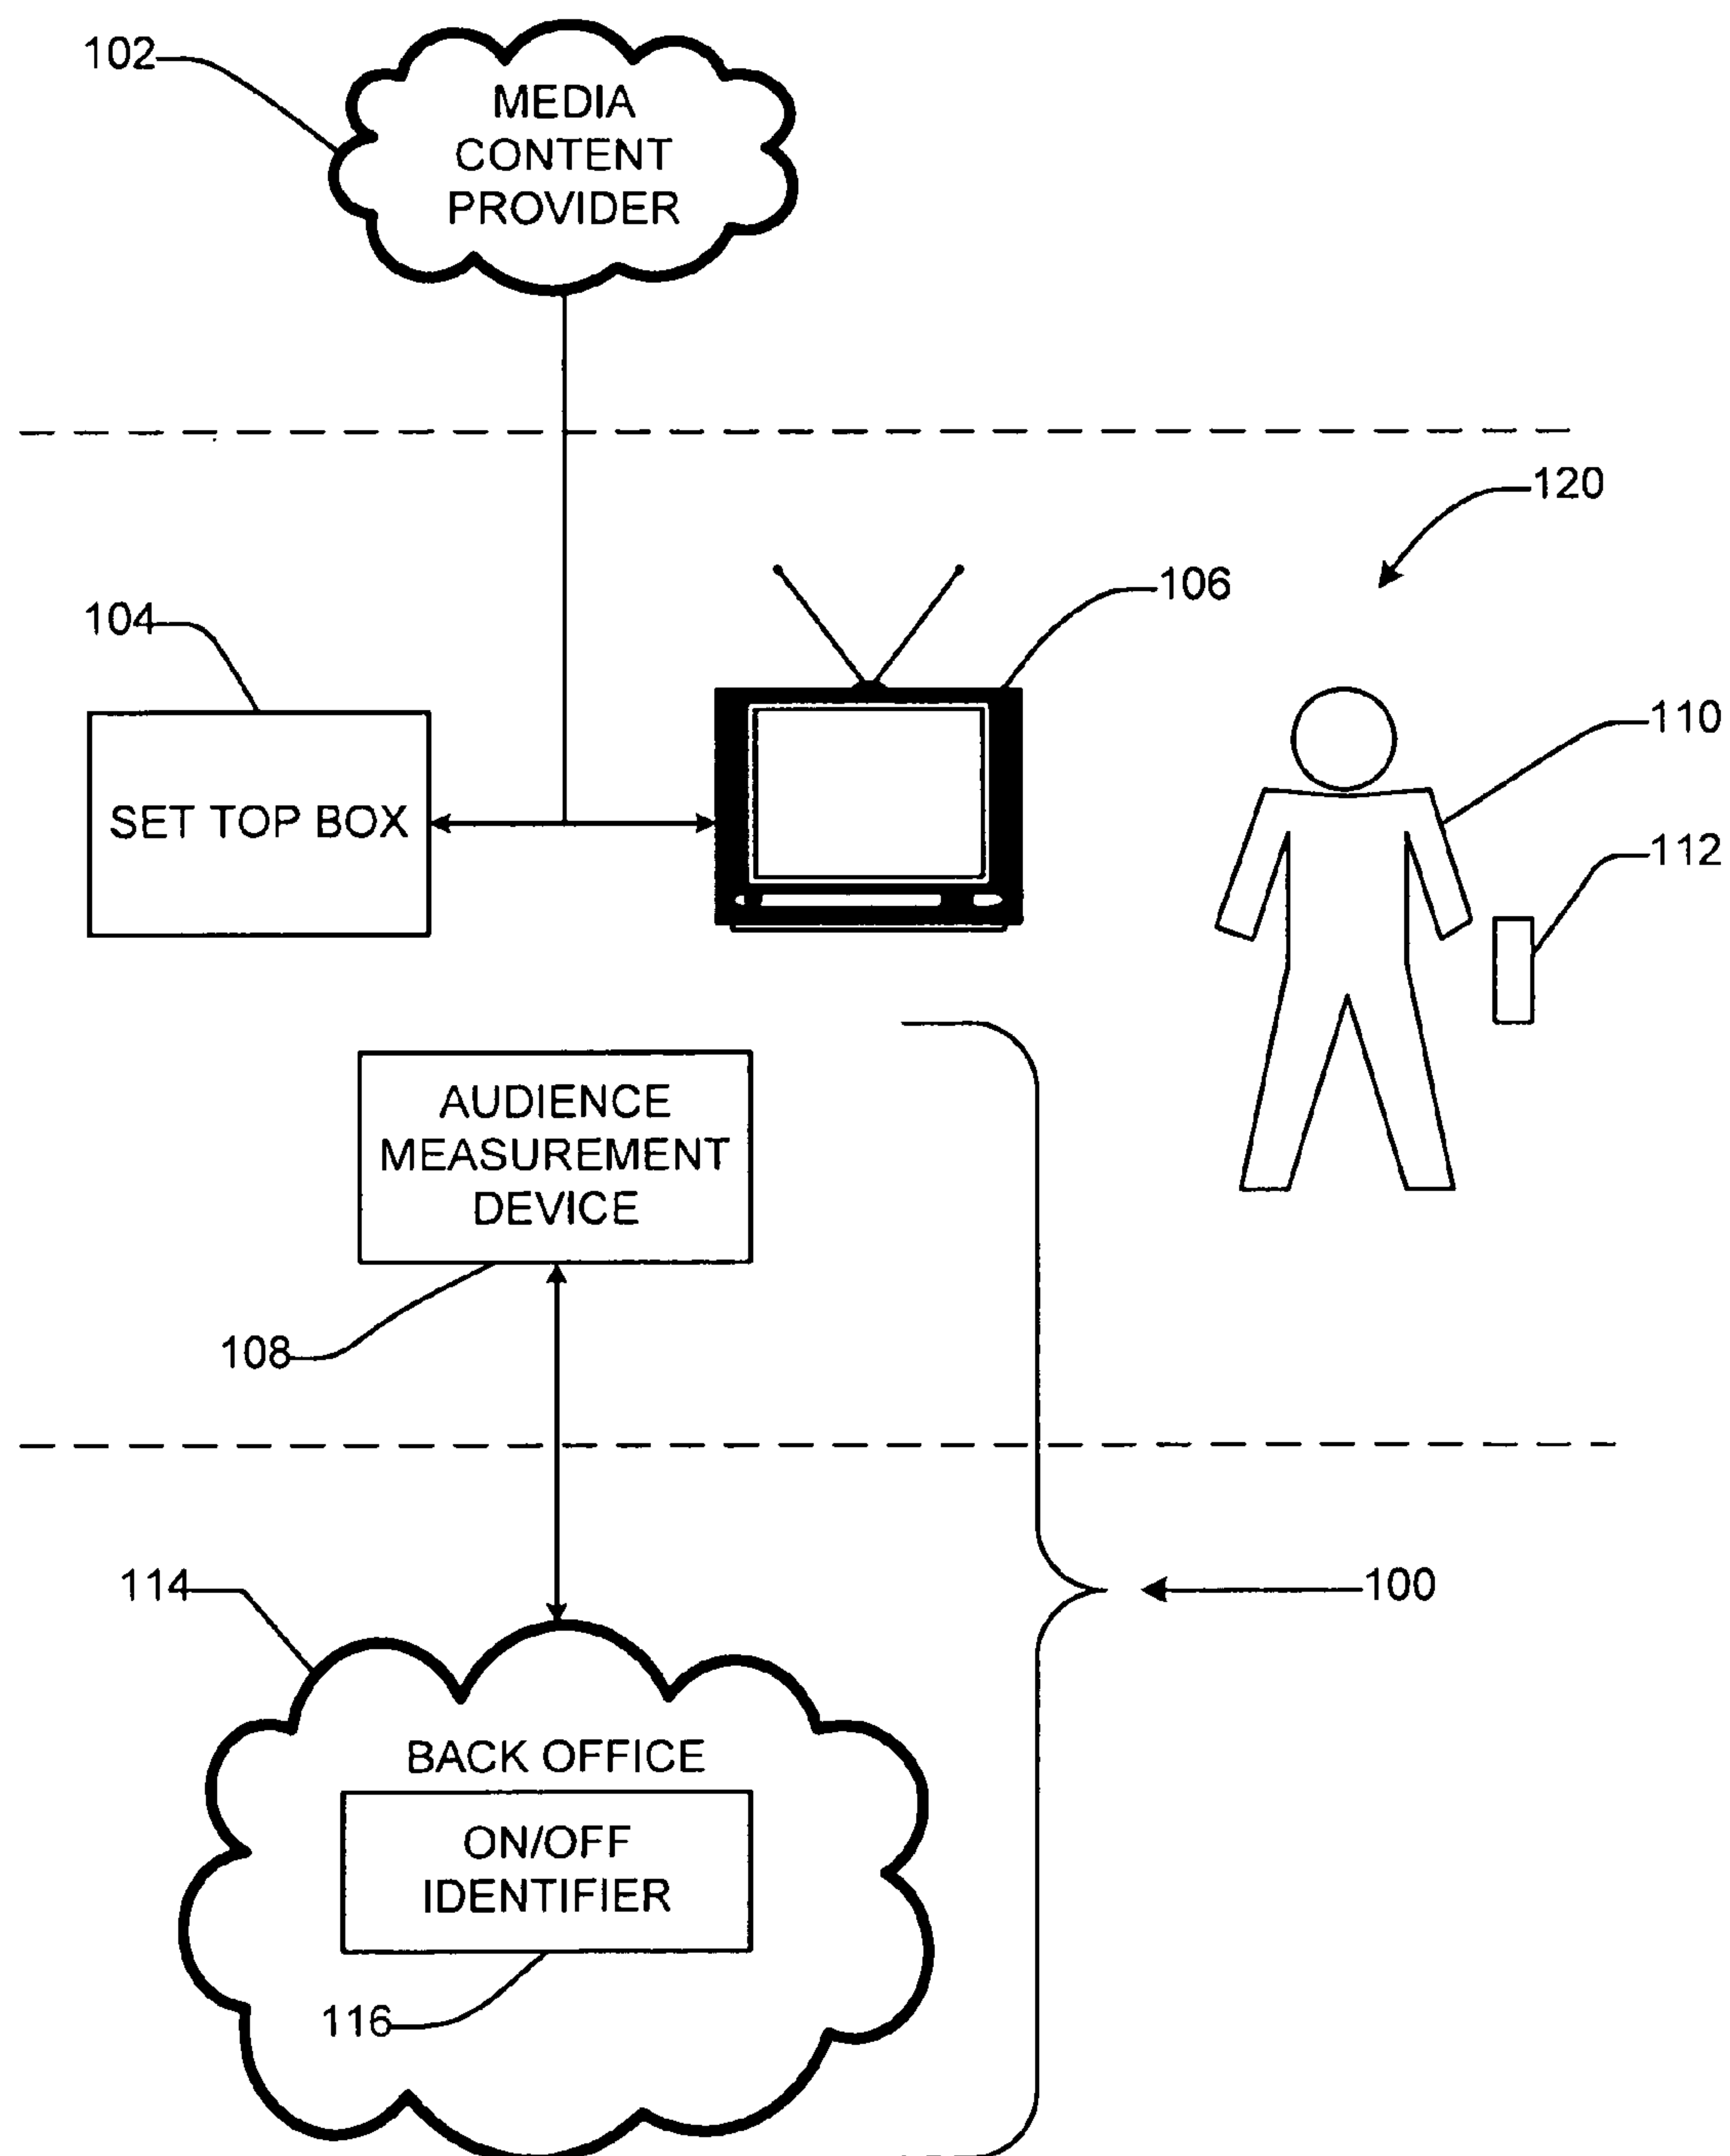 102
MEDIA
CONTENT
PROVIDER
120
106
104
110
SET TOP BOX
112
AUDIENCE
MEASUREMENT
DEVICE
108
114
100
BACK OFFICE
ON/OFF
IDENTIFIER
116